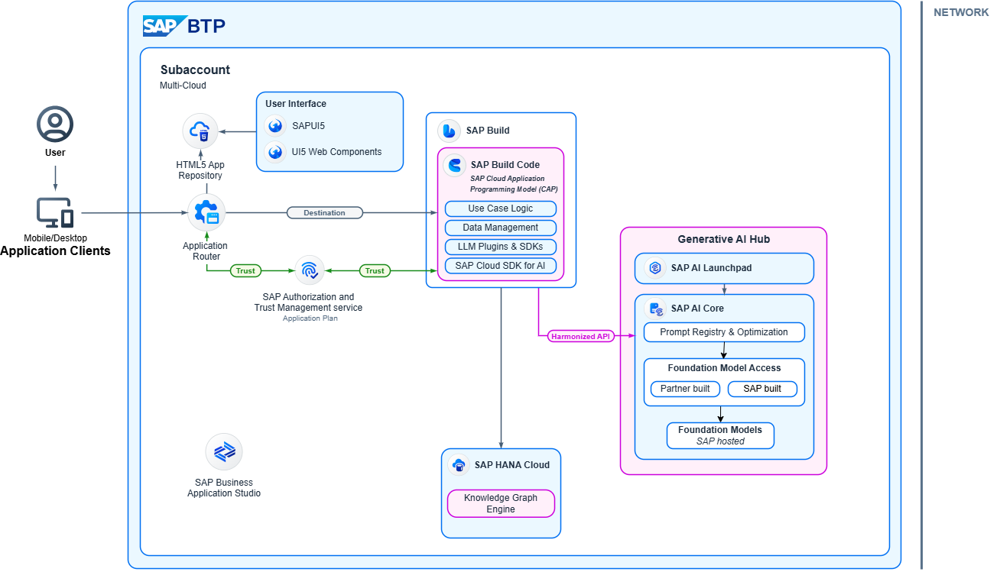 NETWORK
SAP BTP
Subaccount
Multi-Cloud
User
Mobile/Desktop
Application Clients
HTML
5
HTML5 App
Repository
User Interface
SAPUI5
UI5 Web Components
Application
Router
Destination
Trust
Trust
SAP Authorization and
Trust Management service
Application Plan
SAP Build
SAP Build Code
SAP Cloud Application
Programming Model (CAP)
Use Case Logic
Data Management
LLM Plugins & SDKs
SAP Cloud SDK for AI
Harmonized API
Generative AI Hub
SAP AI Launchpad
SAP AI Core
Prompt Registry & Optimization
Foundation Model Access
Partner built
SAP built
Foundation Models
SAP hosted
SAP HANA Cloud
Knowledge Graph
Engine
SAP Business
Application Studio